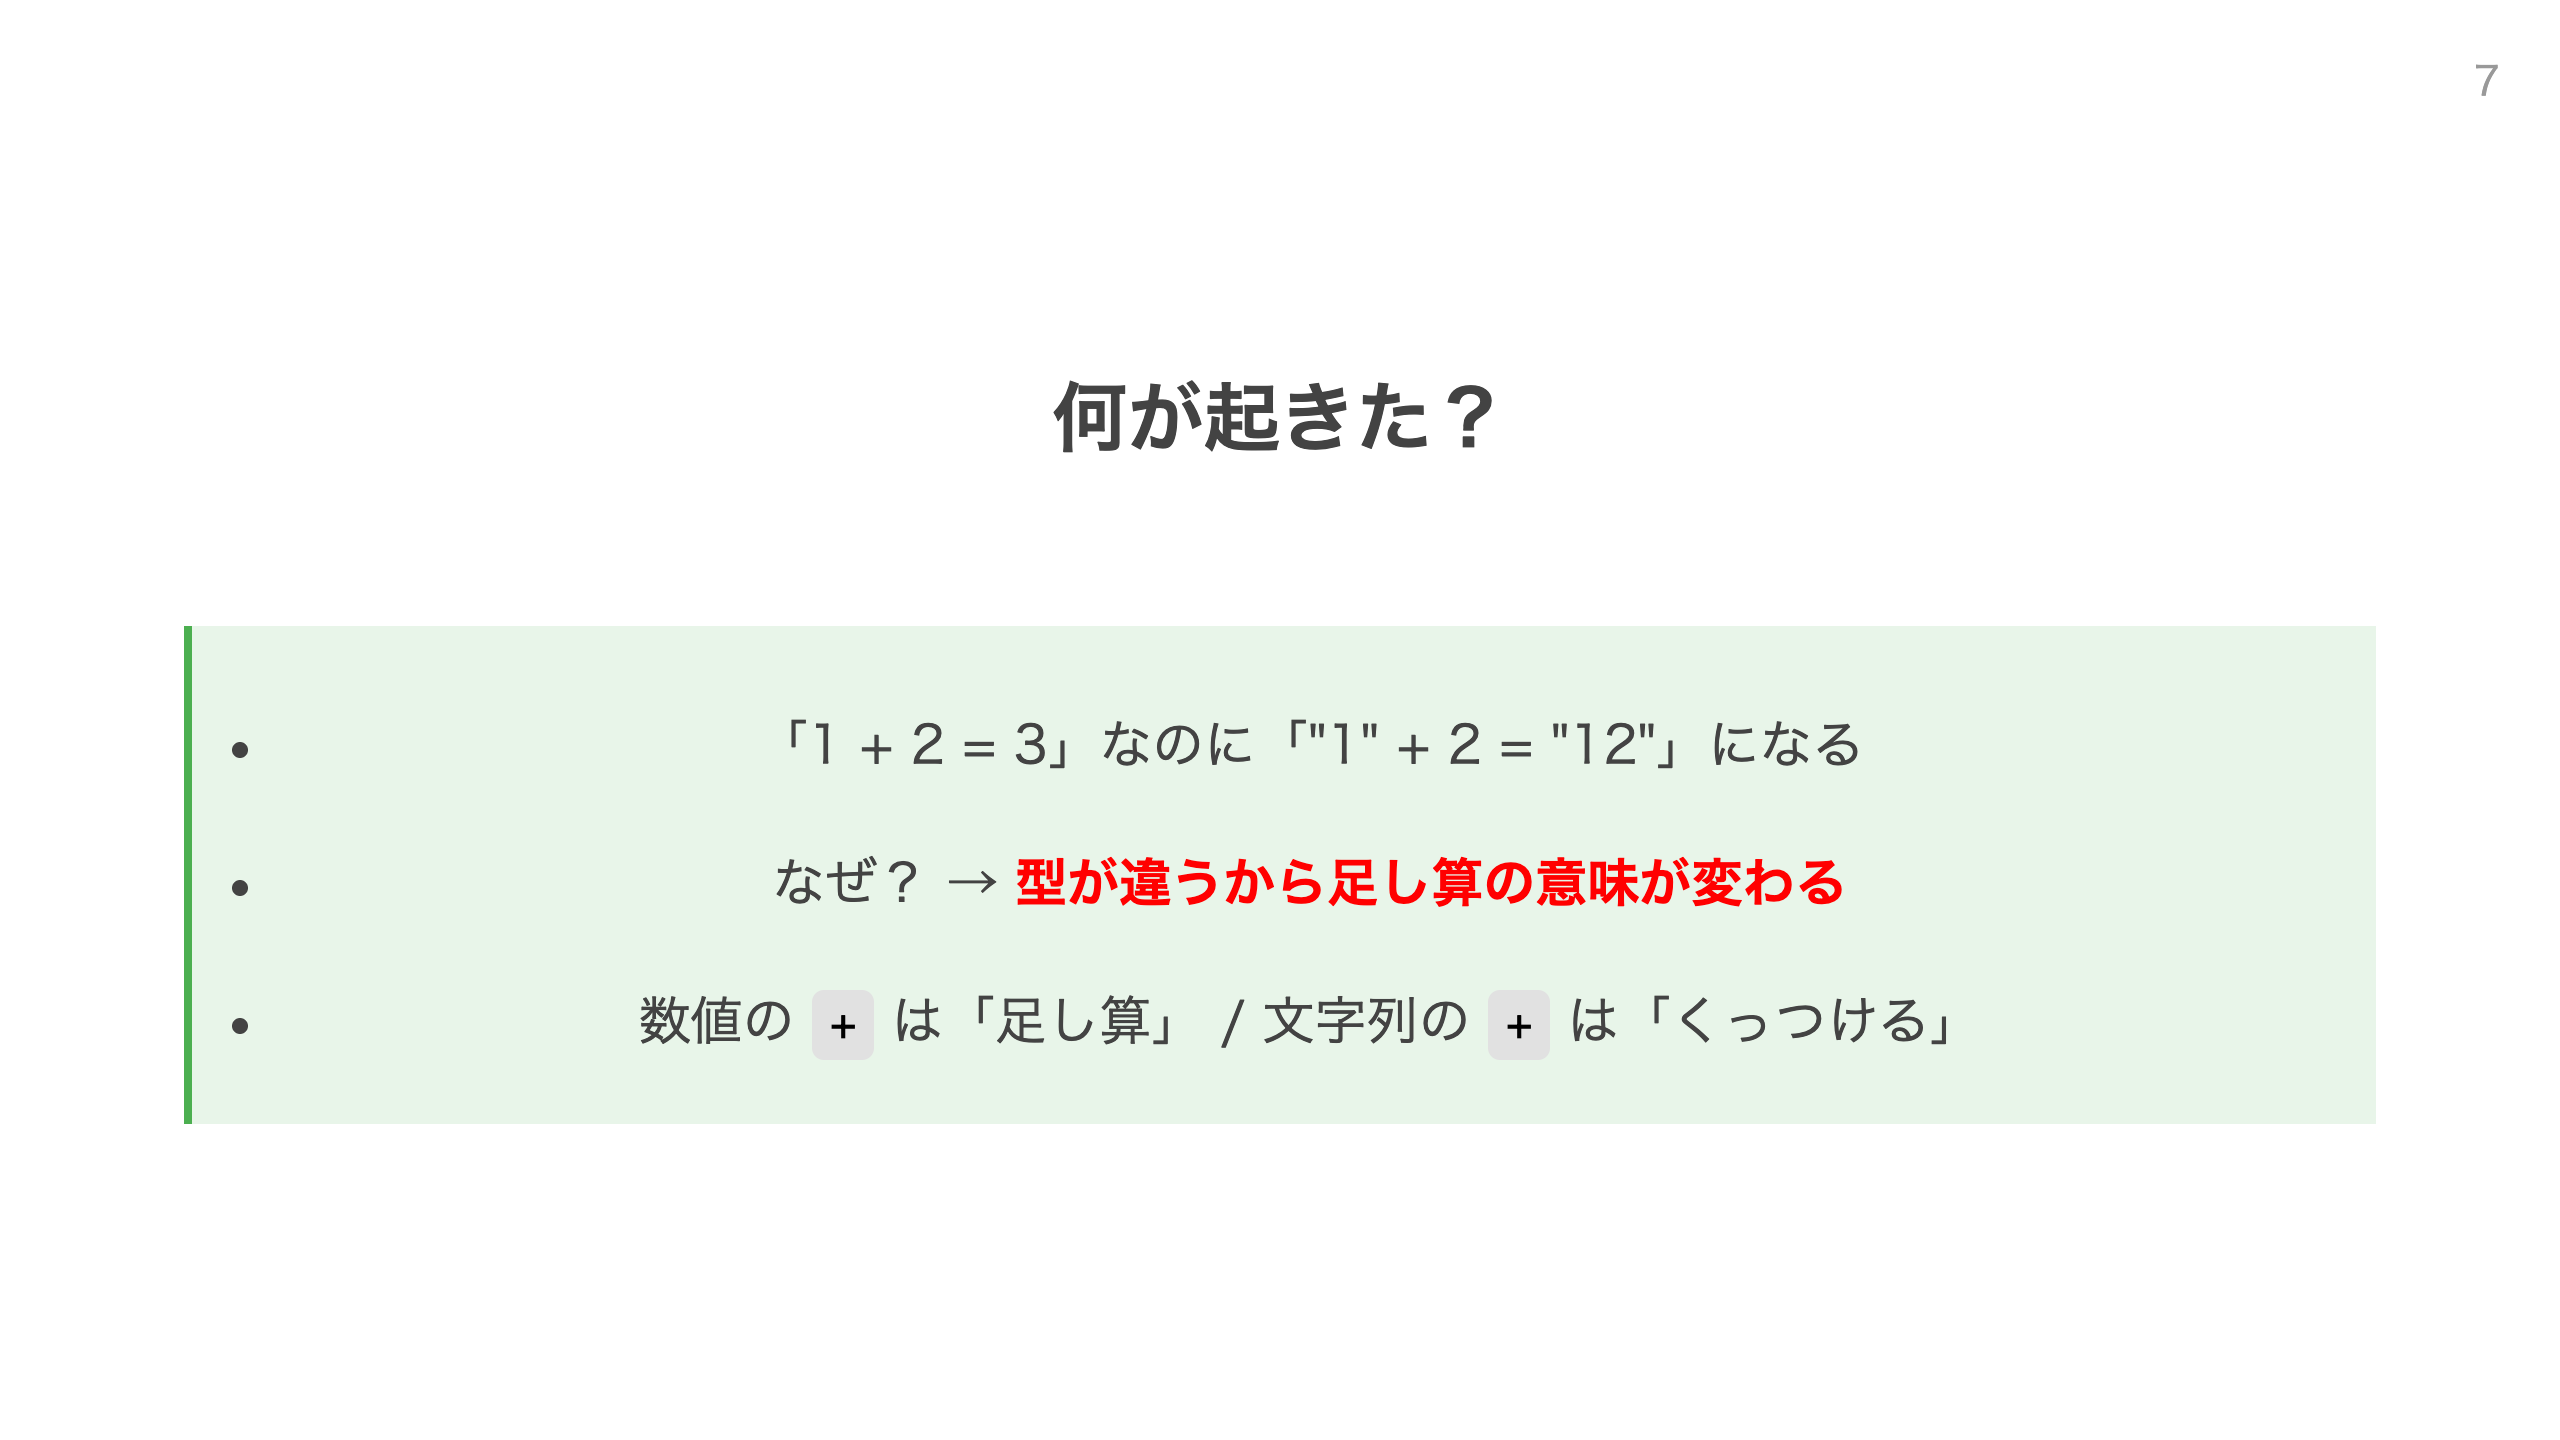 7
何が起きた？
• 「1 + 2 = 3」なのに「"1" + 2 = "12"」になる
• なぜ？ → 型が違うから足し算の意味が変わる
• 数値の + は「足し算」 / 文字列の + は「くっつける」